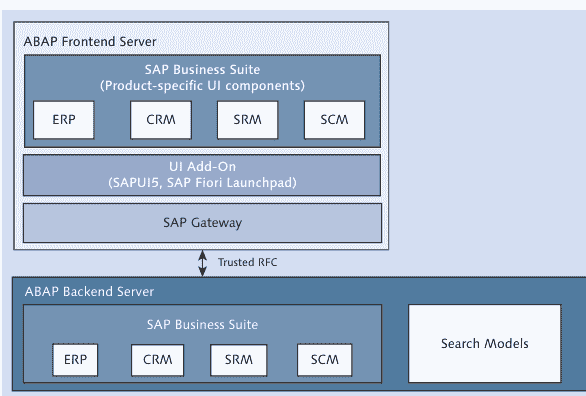 ABAP Frontend Server
SAP Business Suite
(Product-specific UI components)
ERP CRM SRM SCM
UI Add-On
(SAPUI5, SAP Fiori Launchpad)
SAP Gateway
Trusted RFC
ABAP Backend Server
SAP Business Suite
ERP CRM SRM SCM
Search Models